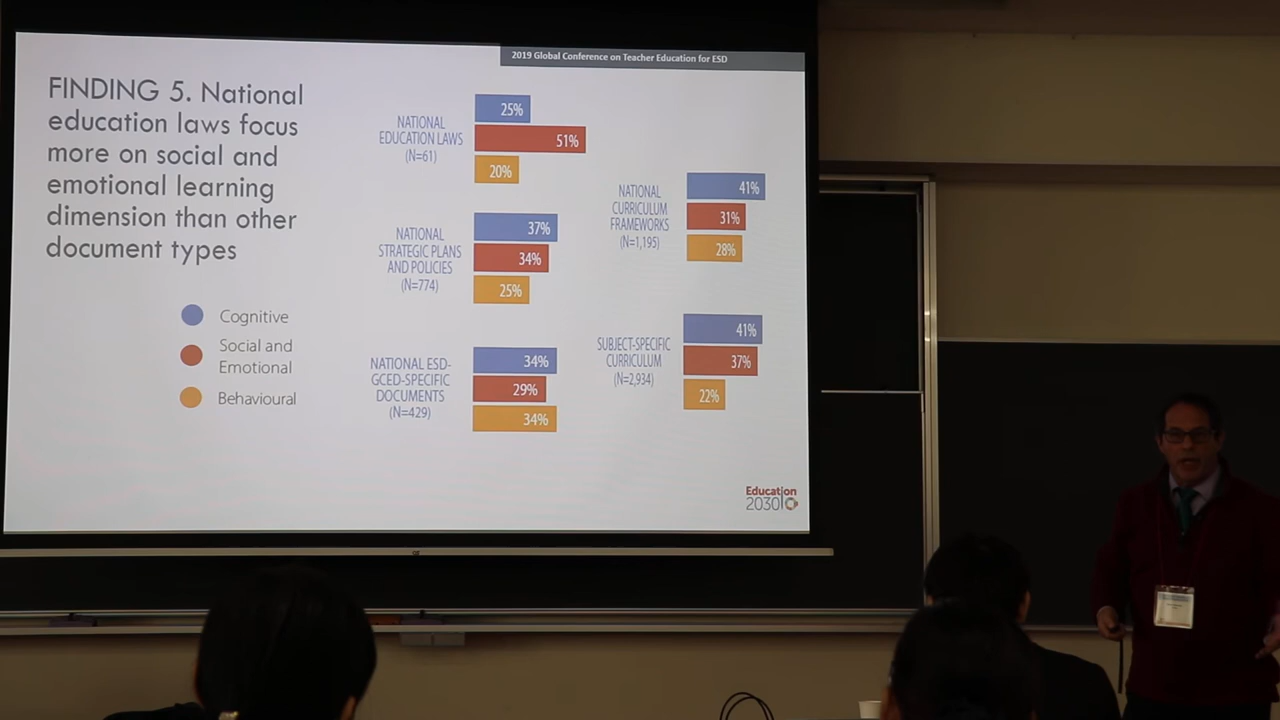 2019 Global Conference on Teacher Education for ESD
FINDING 5. National
education laws focus
more on social and
emotional learning
dimension than other
document types
Cognitive
Social and
Emotional
Behavioural
NATIONAL
EDUCATION LAWS
(N=61)
25%
51%
20%
NATIONAL
STRATEGIC PLANS
AND POLICIES
(N=774)
37%
34%
25%
NATIONAL ESD-
GCED-SPECIFIC
DOCUMENTS
(N=429)
34%
29%
34%
NATIONAL
CURRICULUM
FRAMEWORKS
(N=1,195)
41%
31%
28%
SUBJECT-SPECIFIC
CURRICULUM
(N=2,934)
41%
37%
22%
Education
2030